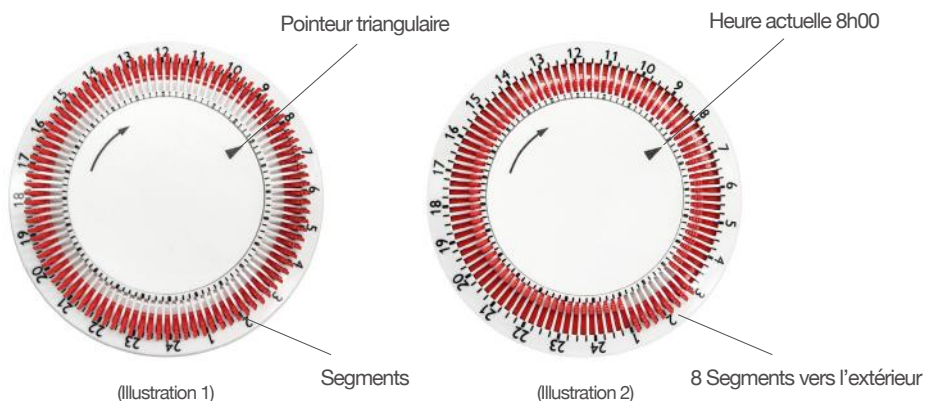 Pointeur triangulaire
Heure actuelle 8h00
12 11 10 9 8 7 6 5 4 3 2 1 24 23 22 21 20 19 18 17 16 15 14 13
12 11 10 9 8 7 6 5 4 3 2 1 24 23 22 21 20 19 18 17 16 15 14 13
Segments
8 Segments vers l’extérieur
(Illustration 1)
(Illustration 2)